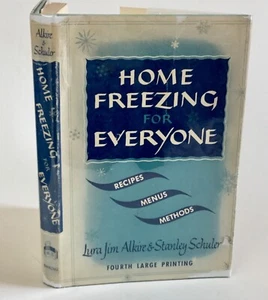 Alkire
&
Schuler
HOME
FREEZING
FOR
EVERYONE
HOME
FREEZING
FOR
EVERYONE
RECIPES
MENUS
METHODS
Lura Jim Alkire & Stanley Schuler
FOURTH LARGE PRINTING